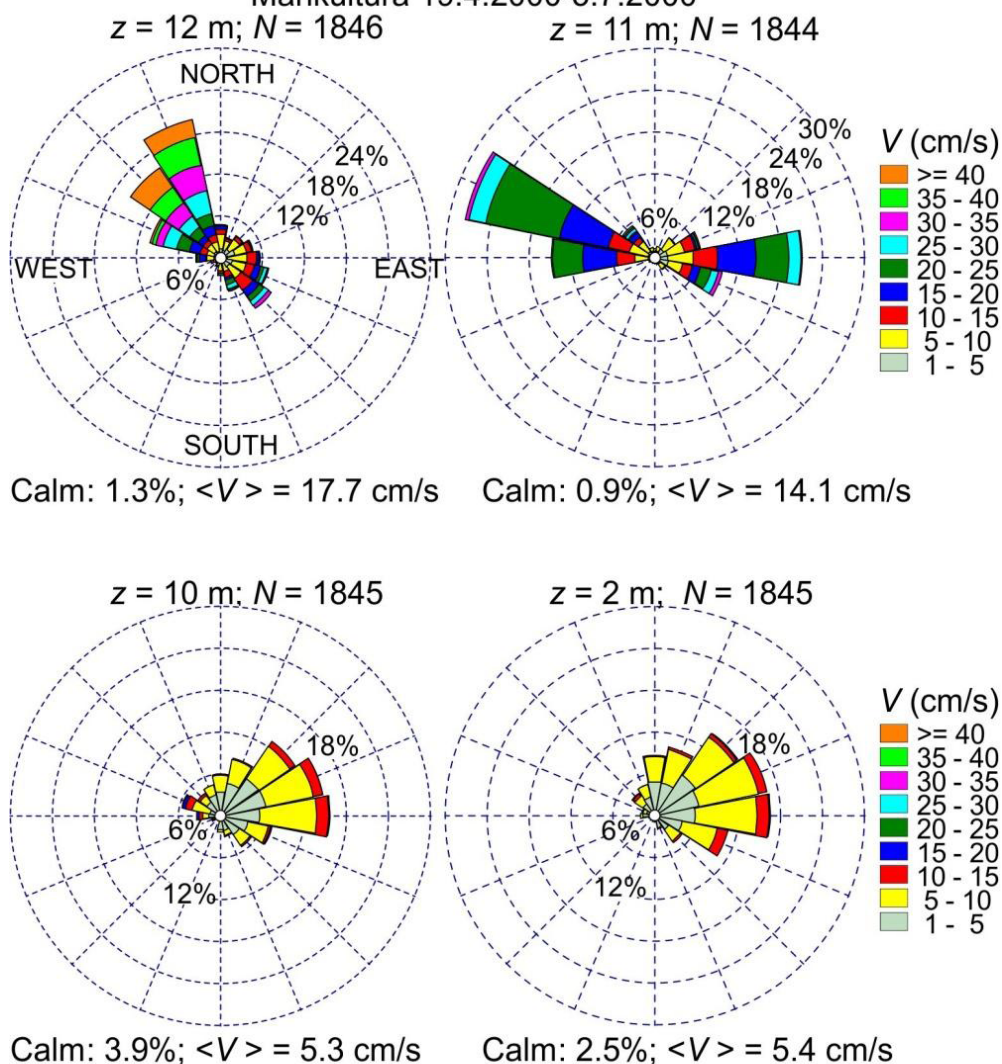 z = 12 m; N = 1846
z = 11 m; N = 1844
NORTH
30%
24%
24%
18%
18%
12%
6%
12%
WEST
6%
EAST
SOUTH
V (cm/s)
>= 40
35 - 40
30 - 35
25 - 30
20 - 25
15 - 20
10 - 15
5 - 10
1 - 5
Calm: 1.3%; <V > = 17.7 cm/s
Calm: 0.9%; <V > = 14.1 cm/s
z = 10 m; N = 1845
z = 2 m; N = 1845
18%
18%
6%
6%
12%
12%
V (cm/s)
>= 40
35 - 40
30 - 35
25 - 30
20 - 25
15 - 20
10 - 15
5 - 10
1 - 5
Calm: 3.9%; <V > = 5.3 cm/s
Calm: 2.5%; <V > = 5.4 cm/s